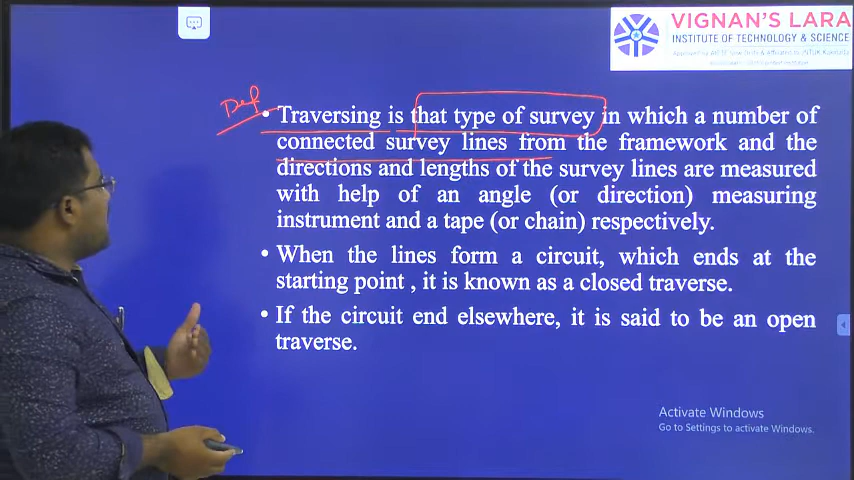 VIGNAN'S LARA
INSTITUTE OF TECHNOLOGY & SCIENCE
Def
• Traversing is that type of survey in which a number of
connected survey lines from the framework and the
directions and lengths of the survey lines are measured
with help of an angle (or direction) measuring
instrument and a tape (or chain) respectively.
• When the lines form a circuit, which ends at the
starting point , it is known as a closed traverse.
• If the circuit end elsewhere, it is said to be an open
traverse.
Activate Windows
Go to Settings to activate Windows.